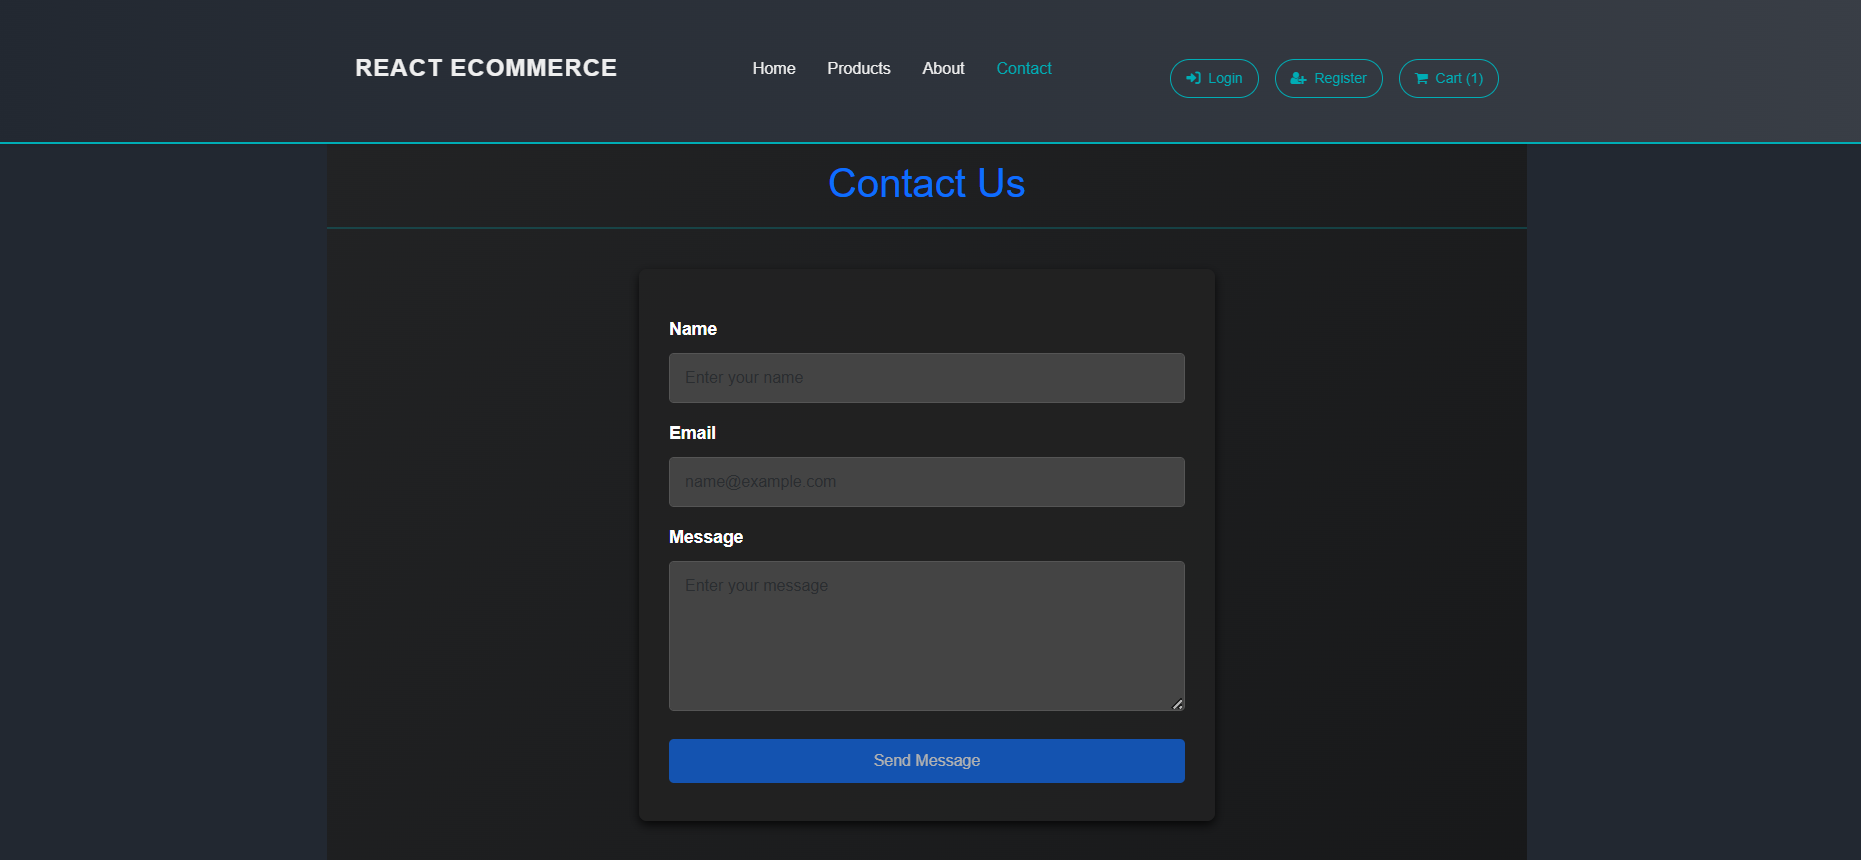 REACT ECOMMERCE
Home Products About Contact
Login Register Cart (1)
Contact Us
Name
Enter your name
Email
name@example.com
Message
Enter your message
Send Message